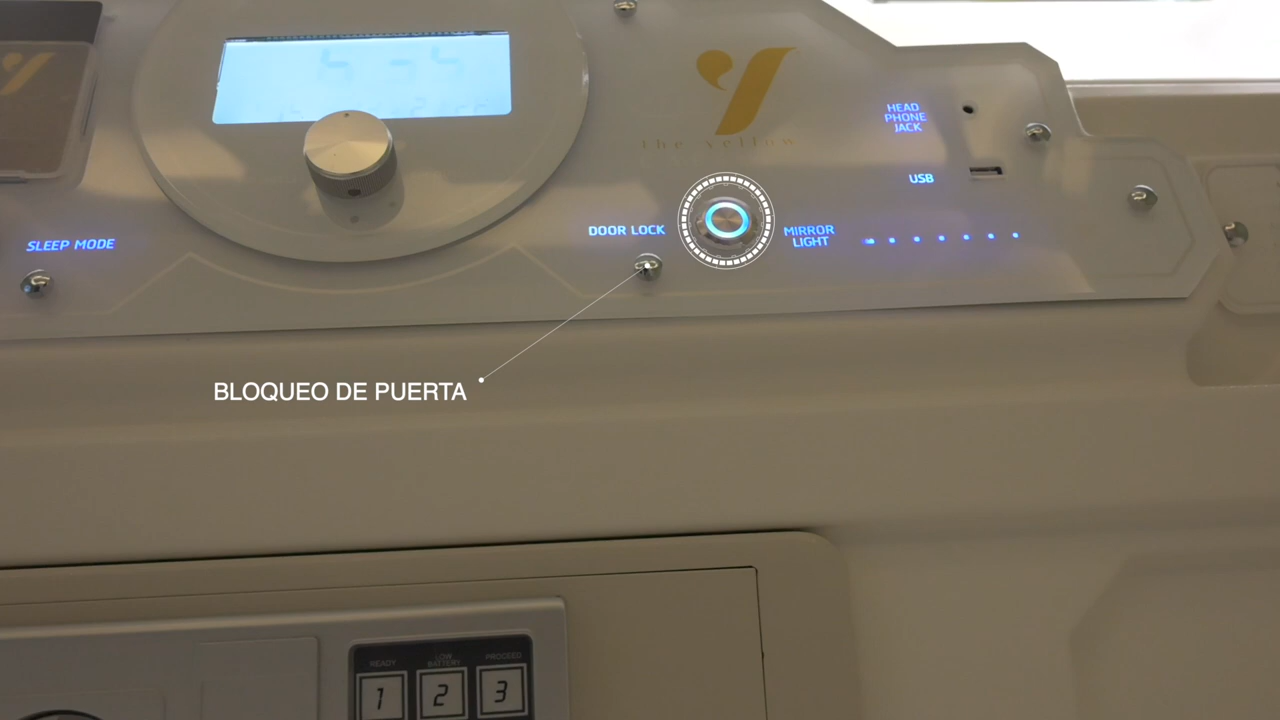 The Yellow
HEAD
PHONE
JACK
USB
SLEEP MODE
DOOR LOCK
MIRROR
LIGHT
BLOQUEO DE PUERTA
READY
LOW
BATTERY
PROCEED
1
2
3